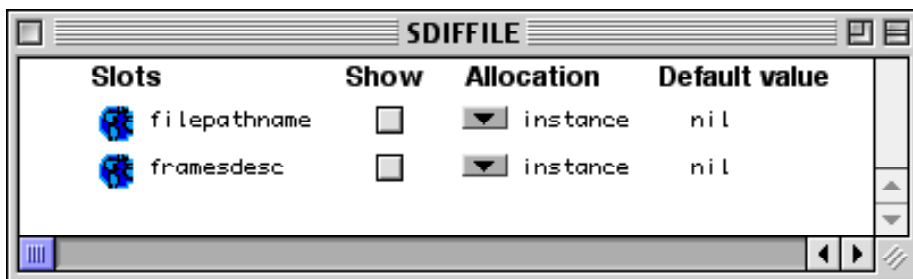 SDIFFILE
Slots Show Allocation Default value
filepathname instance nil
framesdesc instance nil